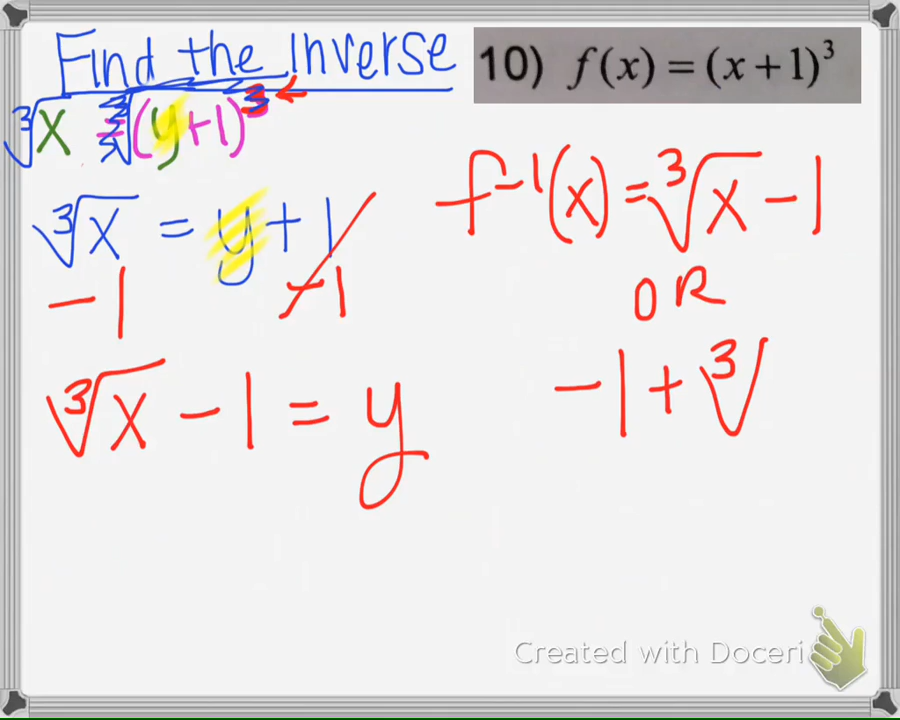 Find the inverse
10) f(x) = (x + 1)³
∛x = ∛(y+1)³
∛x = y + 1
-1 -1
∛x - 1 = y
f⁻¹(x) = ∛x - 1
OR
-1 + ∛
Created with Doceri